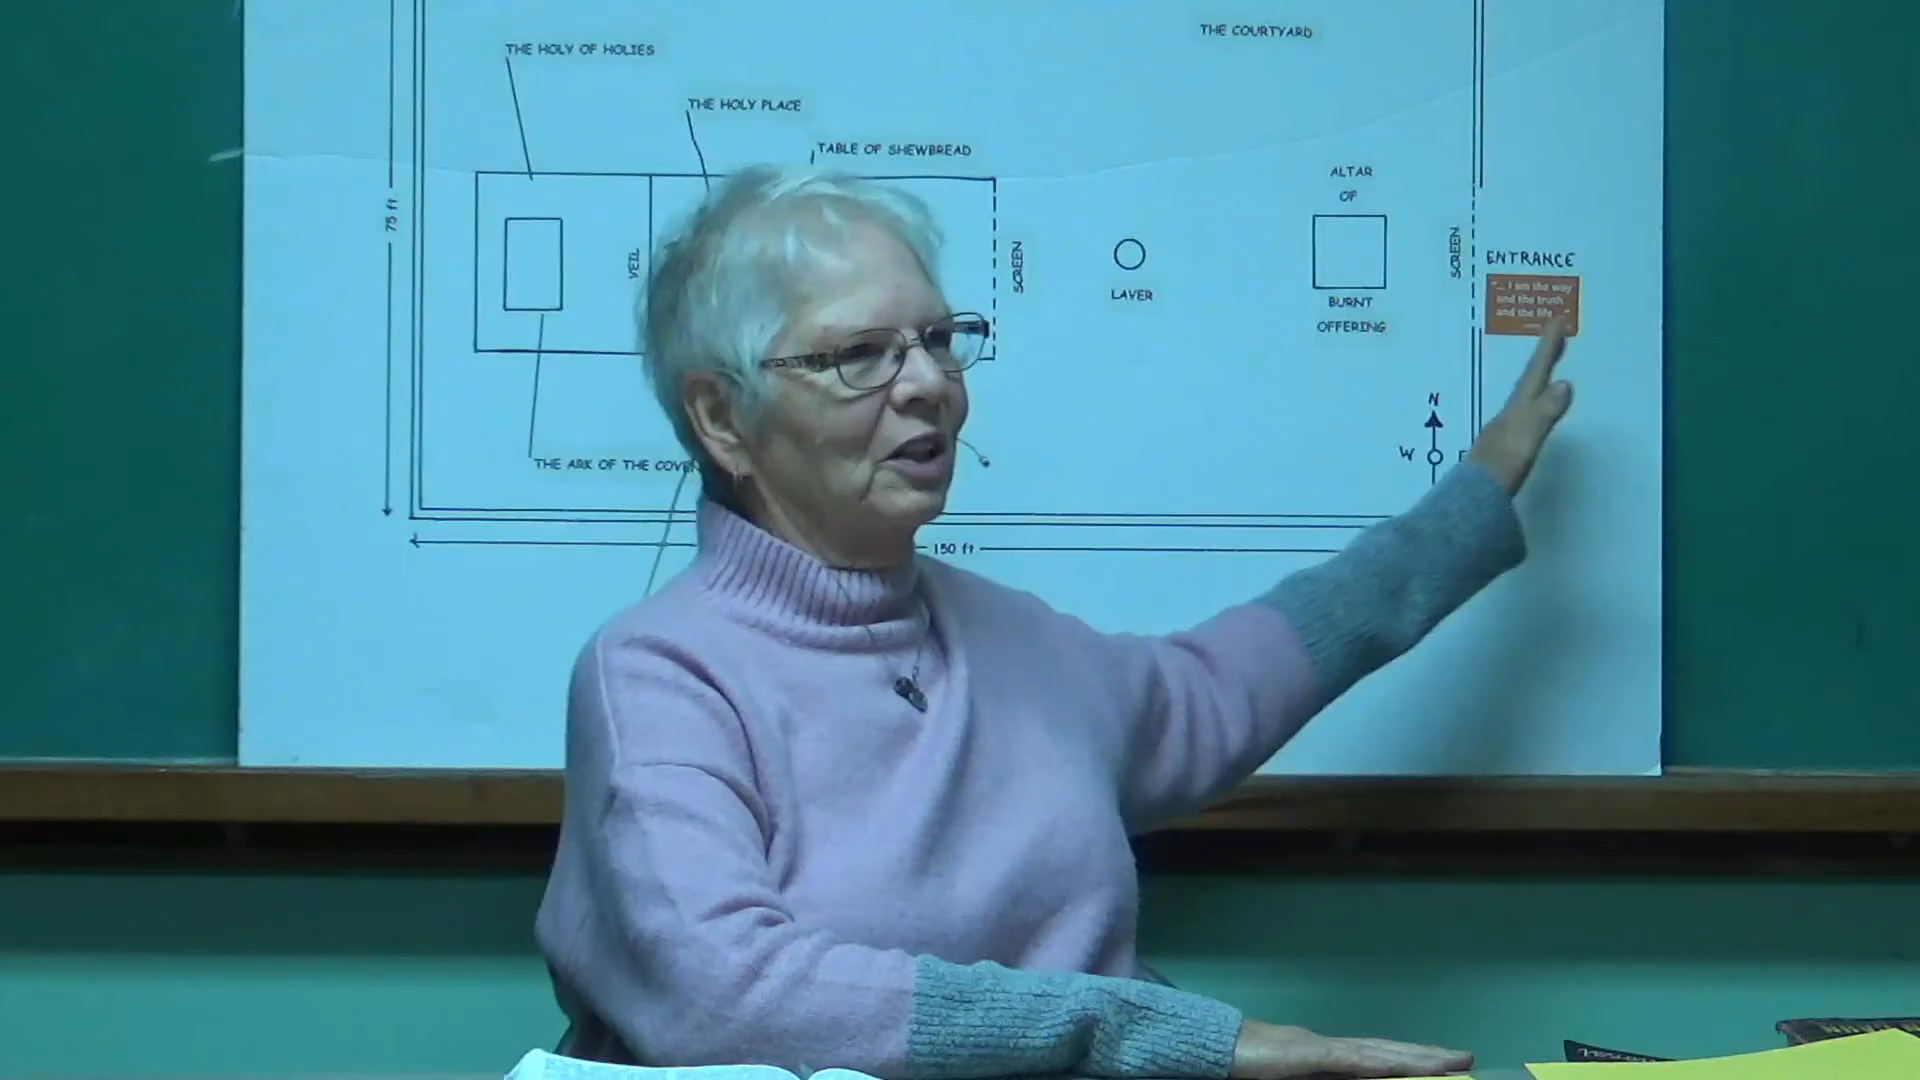 THE COURTYARD
THE HOLY OF HOLIES
THE HOLY PLACE
TABLE OF SHEWBREAD
ALTAR
OF
BURNT
OFFERING
75 ft
VEIL
SCREEN
LAVER
SCREEN
ENTRANCE
"... I am the way
and the truth
and the life ..."
N
W
E
THE ARK OF THE COVEN
150 ft